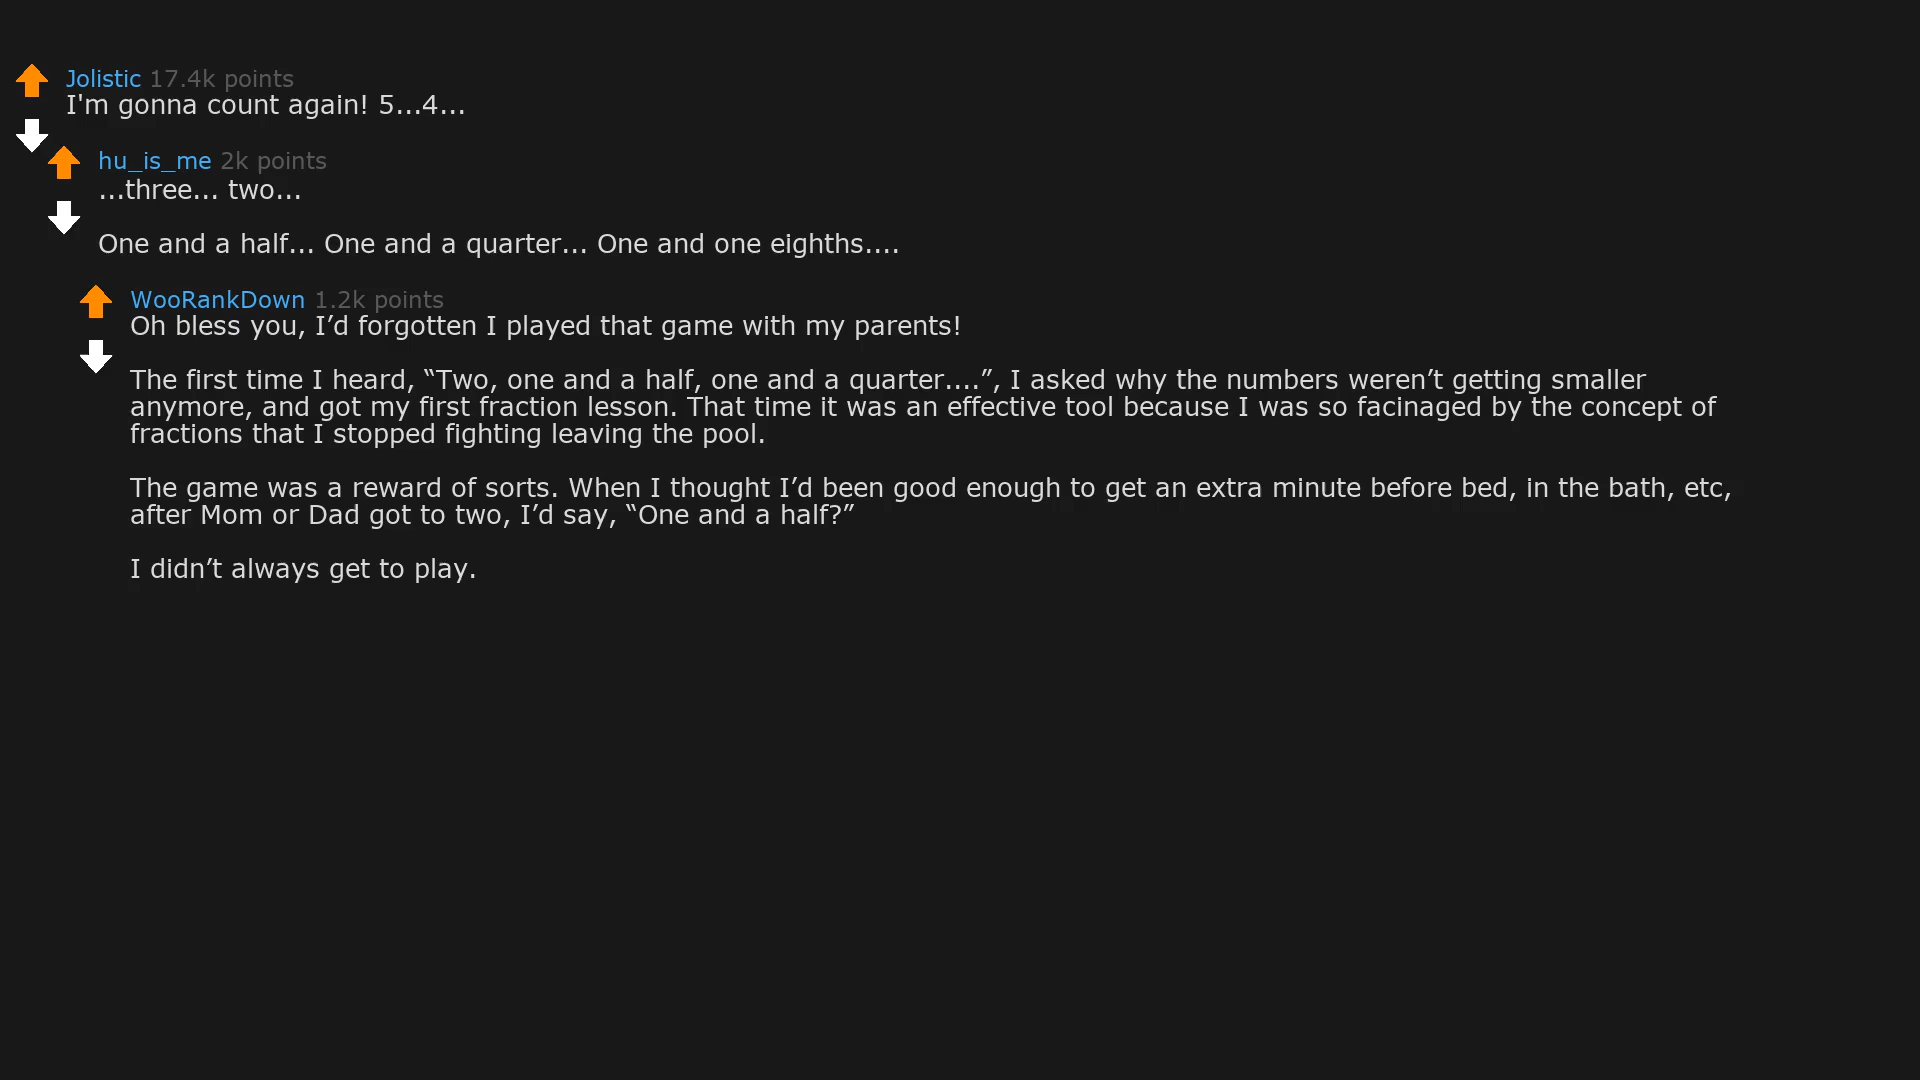 Jolistic 17.4k points
I'm gonna count again! 5...4...
hu_is_me 2k points
...three... two...
One and a half... One and a quarter... One and one eighths....
WooRankDown 1.2k points
Oh bless you, I’d forgotten I played that game with my parents!
The first time I heard, “Two, one and a half, one and a quarter....”, I asked why the numbers weren’t getting smaller
anymore, and got my first fraction lesson. That time it was an effective tool because I was so facinaged by the concept of
fractions that I stopped fighting leaving the pool.
The game was a reward of sorts. When I thought I’d been good enough to get an extra minute before bed, in the bath, etc,
after Mom or Dad got to two, I’d say, “One and a half?”
I didn’t always get to play.